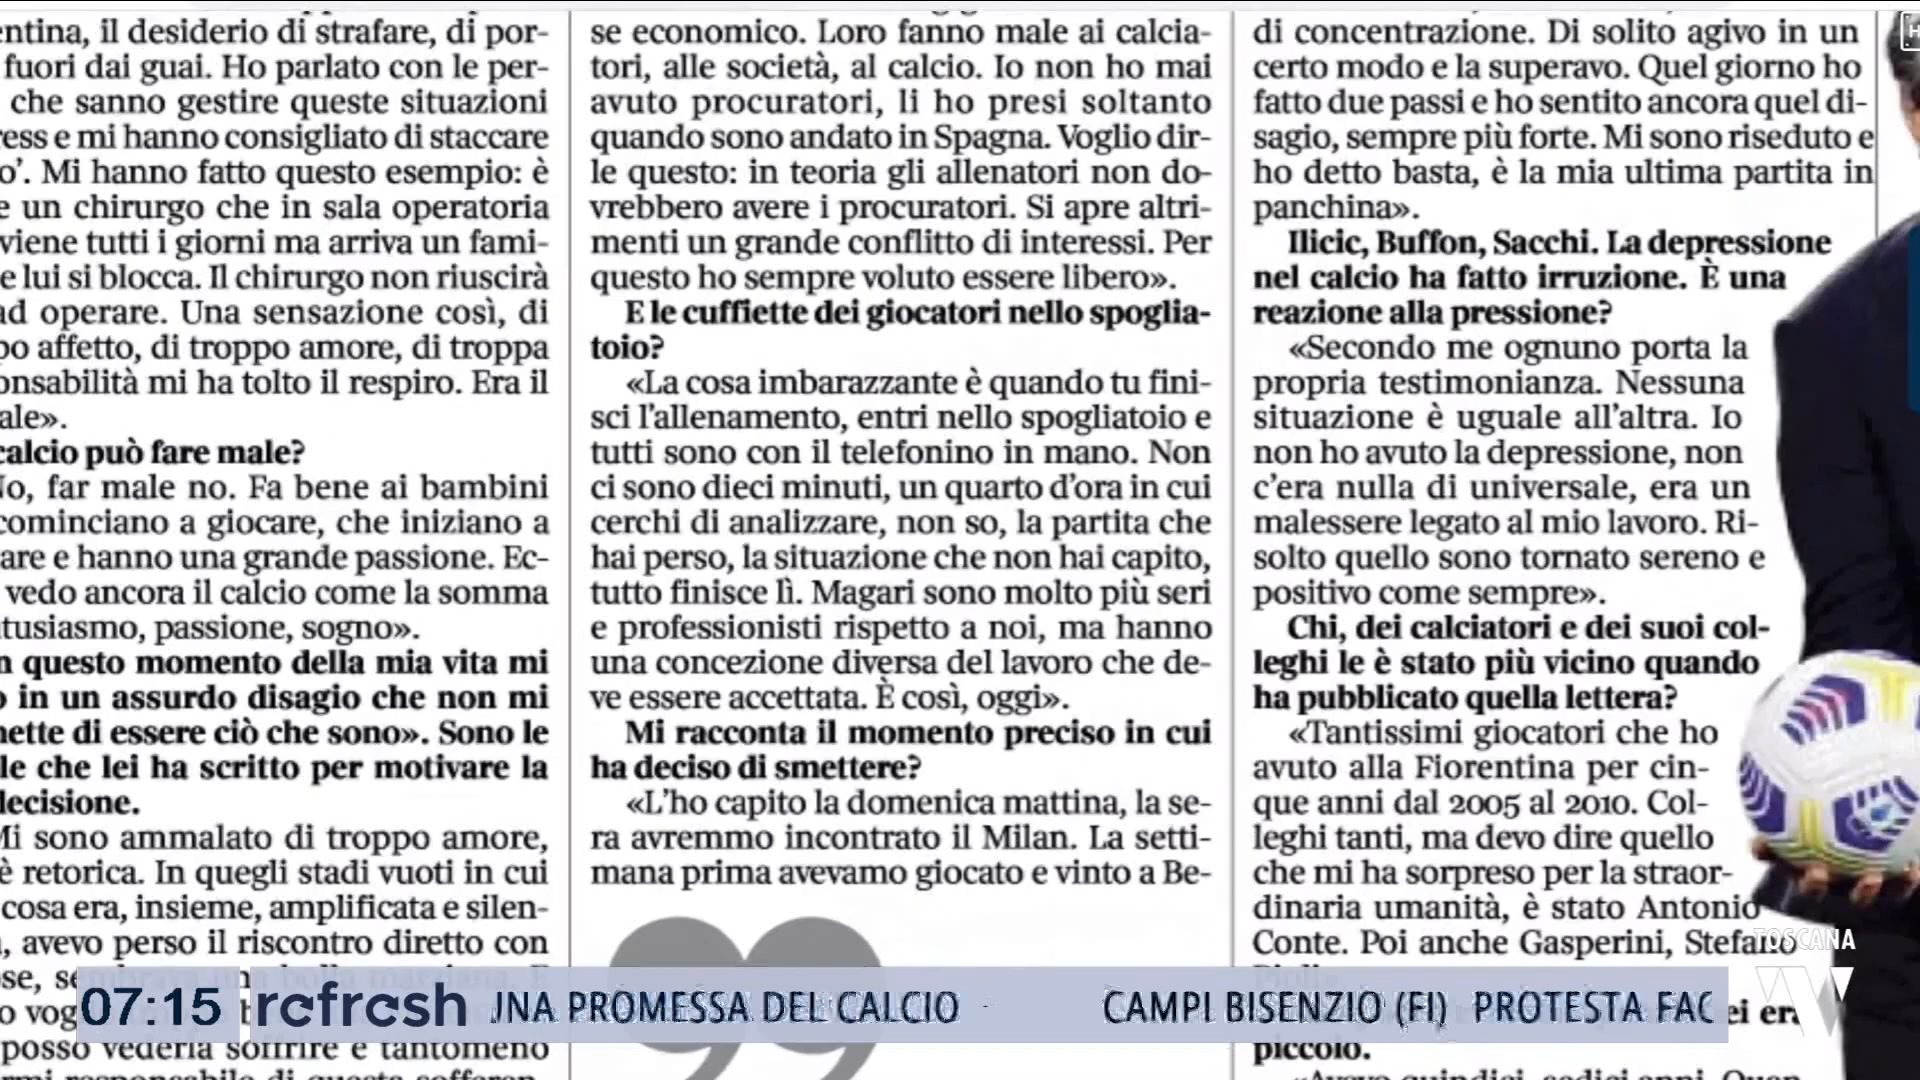 entina, il desiderio di strafare, di por-
fuori dai guai. Ho parlato con le per-
che sanno gestire queste situazioni
ress e mi hanno consigliato di staccare
o’. Mi hanno fatto questo esempio: è
e un chirurgo che in sala operatoria
viene tutti i giorni ma arriva un fami-
e lui si blocca. Il chirurgo non riuscirà
ad operare. Una sensazione così, di
po affetto, di troppo amore, di troppa
onsabilità mi ha tolto il respiro. Era il
ale».
calcio può fare male?
No, far male no. Fa bene ai bambini
cominciano a giocare, che iniziano a
are e hanno una grande passione. Ec-
vedo ancora il calcio come la somma
tusiasmo, passione, sogno».
n questo momento della mia vita mi
o in un assurdo disagio che non mi
mette di essere ciò che sono». Sono le
le che lei ha scritto per motivare la
decisione.
Mi sono ammalato di troppo amore,
è retorica. In quegli stadi vuoti in cui
cosa era, insieme, amplificata e silen-
, avevo perso il riscontro diretto con
ose, sembrava una bolla marziana. E
o vog
posso vederla soffrire e tantomeno
ermi responsabile di questa sofferen-
se economico. Loro fanno male ai calcia-
tori, alle società, al calcio. Io non ho mai
avuto procuratori, li ho presi soltanto
quando sono andato in Spagna. Voglio dir-
le questo: in teoria gli allenatori non do-
vrebbero avere i procuratori. Si apre altri-
menti un grande conflitto di interessi. Per
questo ho sempre voluto essere libero».
E le cuffiette dei giocatori nello spoglia-
toio?
«La cosa imbarazzante è quando tu fini-
sci l’allenamento, entri nello spogliatoio e
tutti sono con il telefonino in mano. Non
ci sono dieci minuti, un quarto d’ora in cui
cerchi di analizzare, non so, la partita che
hai perso, la situazione che non hai capito,
tutto finisce lì. Magari sono molto più seri
e professionisti rispetto a noi, ma hanno
una concezione diversa del lavoro che de-
ve essere accettata. È così, oggi».
Mi racconta il momento preciso in cui
ha deciso di smettere?
«L’ho capito la domenica mattina, la se-
ra avremmo incontrato il Milan. La setti-
mana prima avevamo giocato e vinto a Be-
di concentrazione. Di solito agivo in un
certo modo e la superavo. Quel giorno ho
fatto due passi e ho sentito ancora quel di-
sagio, sempre più forte. Mi sono riseduto e
ho detto basta, è la mia ultima partita in
panchina».
Ilicic, Buffon, Sacchi. La depressione
nel calcio ha fatto irruzione. È una
reazione alla pressione?
«Secondo me ognuno porta la
propria testimonianza. Nessuna
situazione è uguale all’altra. Io
non ho avuto la depressione, non
c’era nulla di universale, era un
malessere legato al mio lavoro. Ri-
solto quello sono tornato sereno e
positivo come sempre».
Chi, dei calciatori e dei suoi col-
leghi le è stato più vicino quando
ha pubblicato quella lettera?
«Tantissimi giocatori che ho
avuto alla Fiorentina per cin-
que anni dal 2005 al 2010. Col-
leghi tanti, ma devo dire quello
che mi ha sorpreso per la straor-
dinaria umanità, è stato Antonio
Conte. Poi anche Gasperini, Stefano
Pioli»
ei era
piccolo.
«Avevo quindici, sedici anni. Quan
TOSCANA
07:15 rafrash UNA PROMESSA DEL CALCIO - CAMPI BISENZIO (FI) PROTESTA FAC